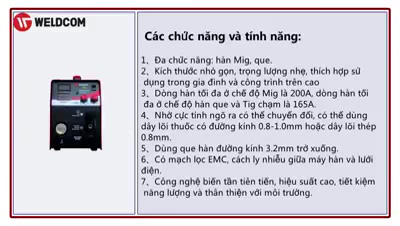 WELDCOM
Các chức năng và tính năng:
1、Đa chức năng: hàn Mig, que.
2、Kích thước nhỏ gọn, trọng lượng nhẹ, thích hợp sử
dụng trong gia đình và công trình trên cao
3、Dòng hàn tối đa ở chế độ Mig là 200A, dòng hàn tối
đa ở chế độ hàn que và Tig chạm là 165A.
4、Nhờ cực tính ngõ ra có thể chuyển đổi, có thể dùng
dây lõi thuốc có đường kính 0.8-1.0mm hoặc dây lõi thép
0.8mm.
5、Dùng que hàn đường kính 3.2mm trở xuống.
6、Có mạch lọc EMC, cách ly nhiễu giữa máy hàn và lưới
điện.
7、Công nghệ biến tần tiên tiến, hiệu suất cao, tiết kiệm
năng lượng và thân thiện với môi trường.